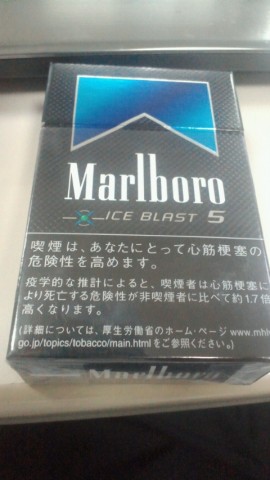 Marlboro
ICE BLAST 5
喫煙は、あなたにとって心筋梗塞の
危険性を高めます。
疫学的な推計によると、喫煙者は心筋梗塞に
より死亡する危険性が非喫煙者に比べて約1.7倍
高くなります。
(詳細については、厚生労働省のホーム・ページ www.mhl
go.jp/topics/tobacco/main.html をご参照ください。)
Marlboro